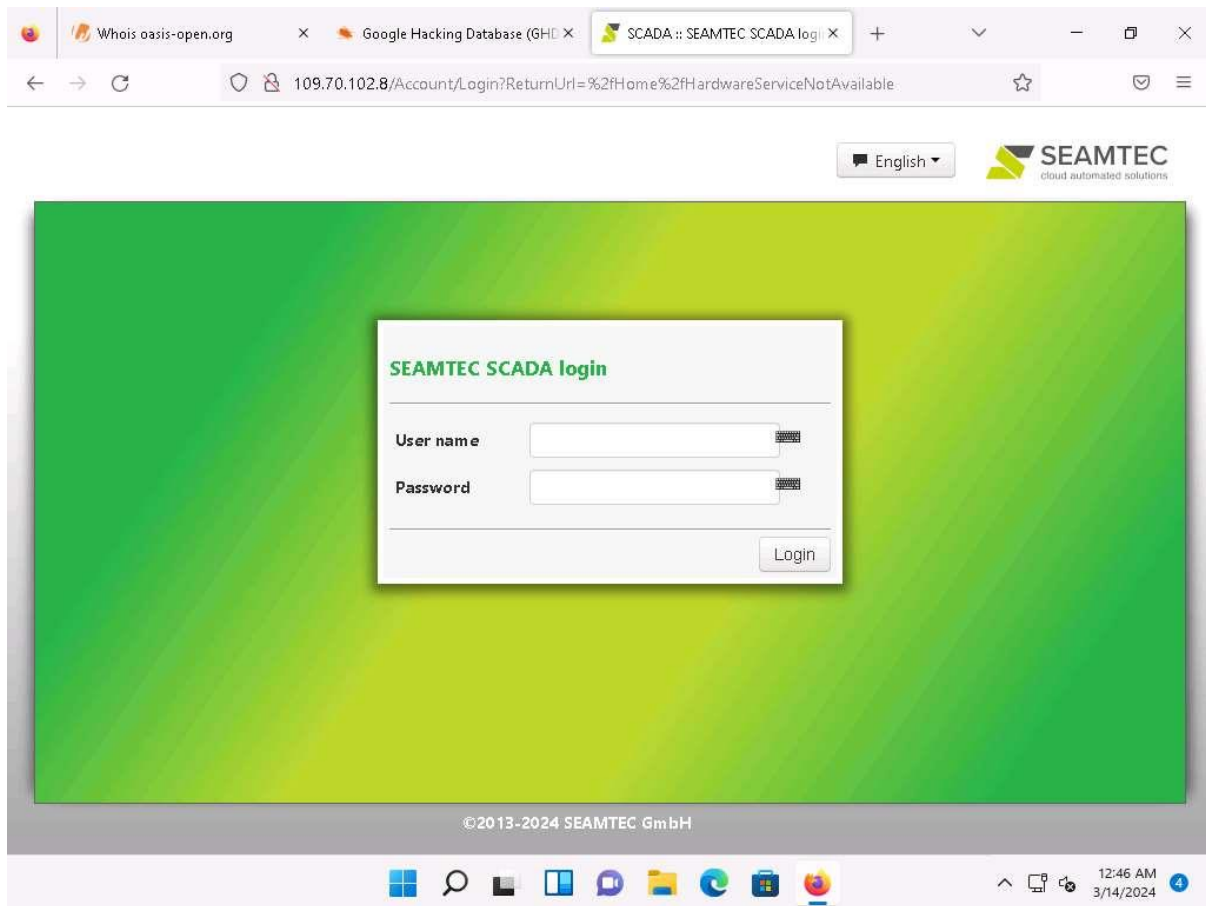 Whois oasis-open.org
Google Hacking Database (GHD
SCADA :: SEAMTEC SCADA logi
109.70.102.8/Account/Login?ReturnUrl=%2fHome%2fHardwareServiceNotAvailable
English
SEAMTEC
cloud automated solutions
SEAMTEC SCADA login
User name
Password
Login
©2013-2024 SEAMTEC GmbH
12:46 AM
3/14/2024
4